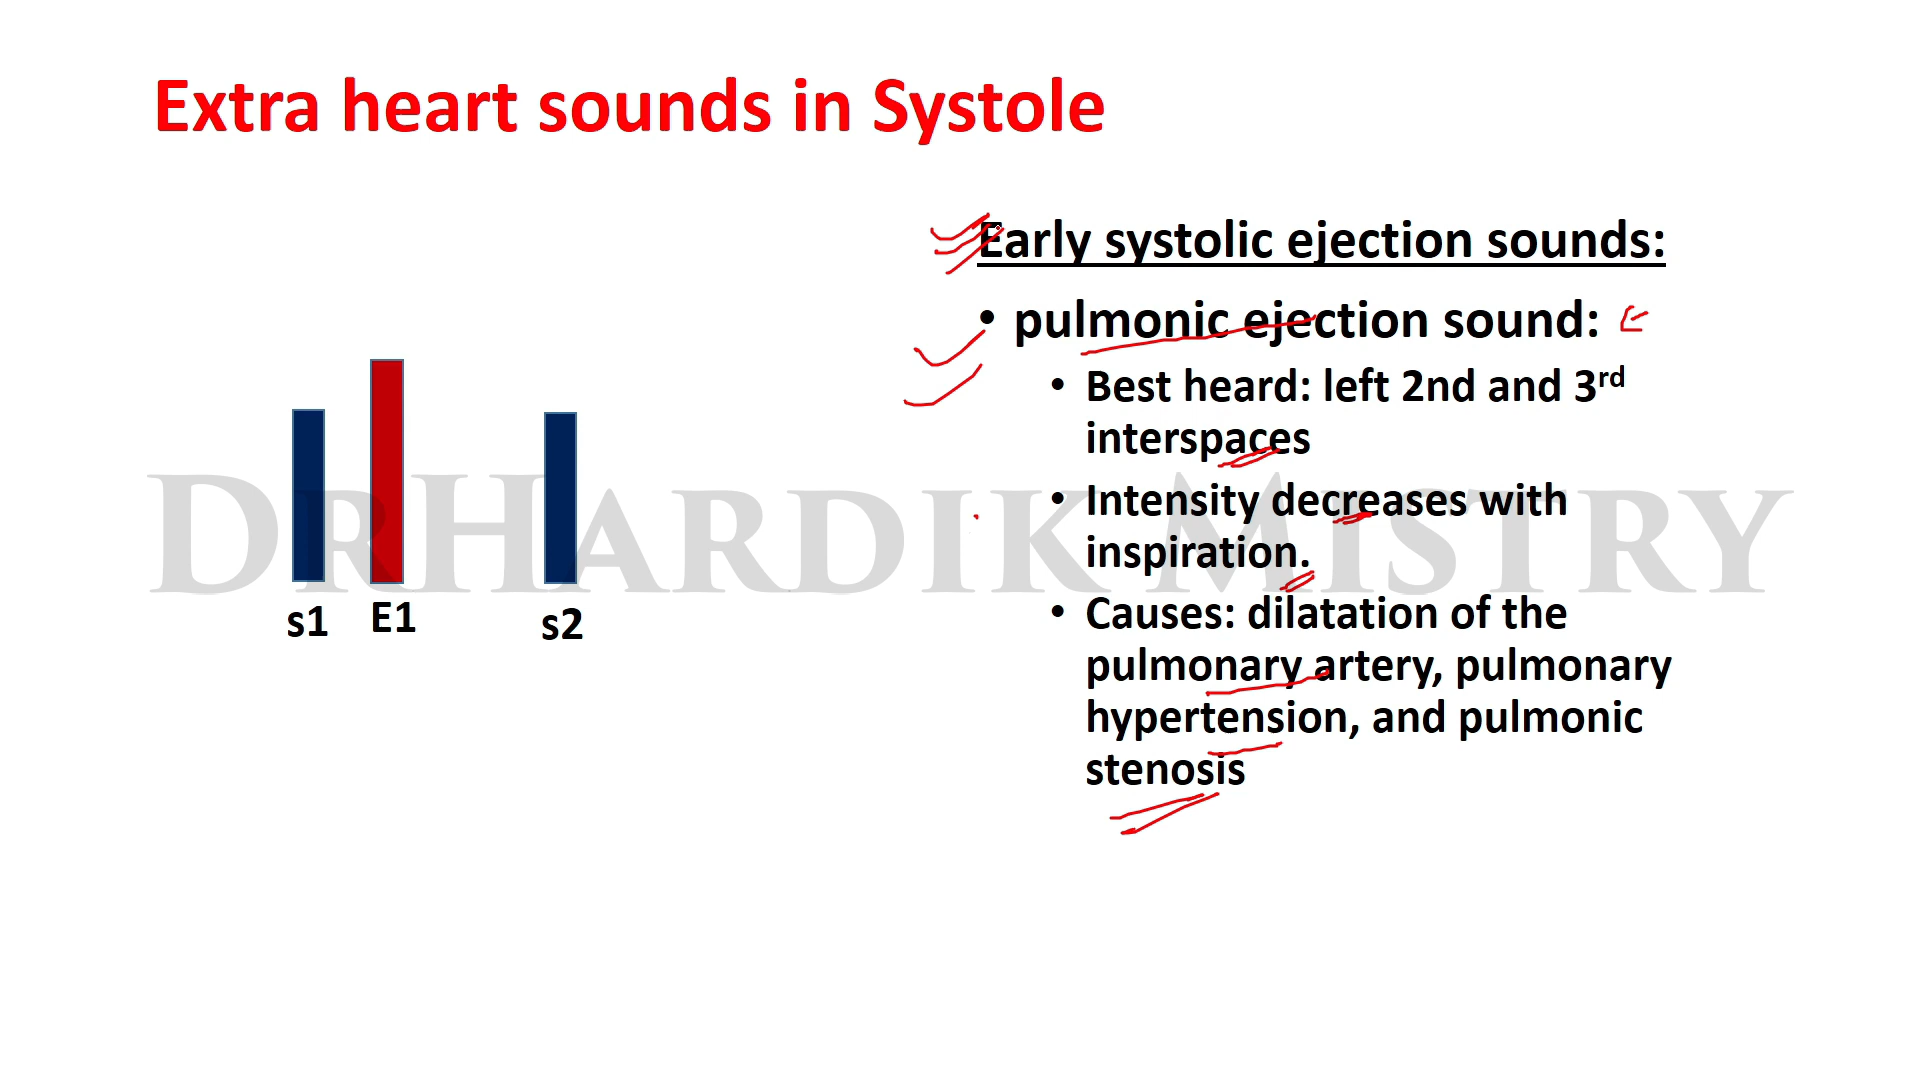 Extra heart sounds in Systole
Early systolic ejection sounds:
• pulmonic ejection sound:
• Best heard: left 2nd and 3rd
interspaces
• Intensity decreases with
inspiration.
• Causes: dilatation of the
pulmonary artery, pulmonary
hypertension, and pulmonic
stenosis
s1 E1 s2
DrHardik Mistry